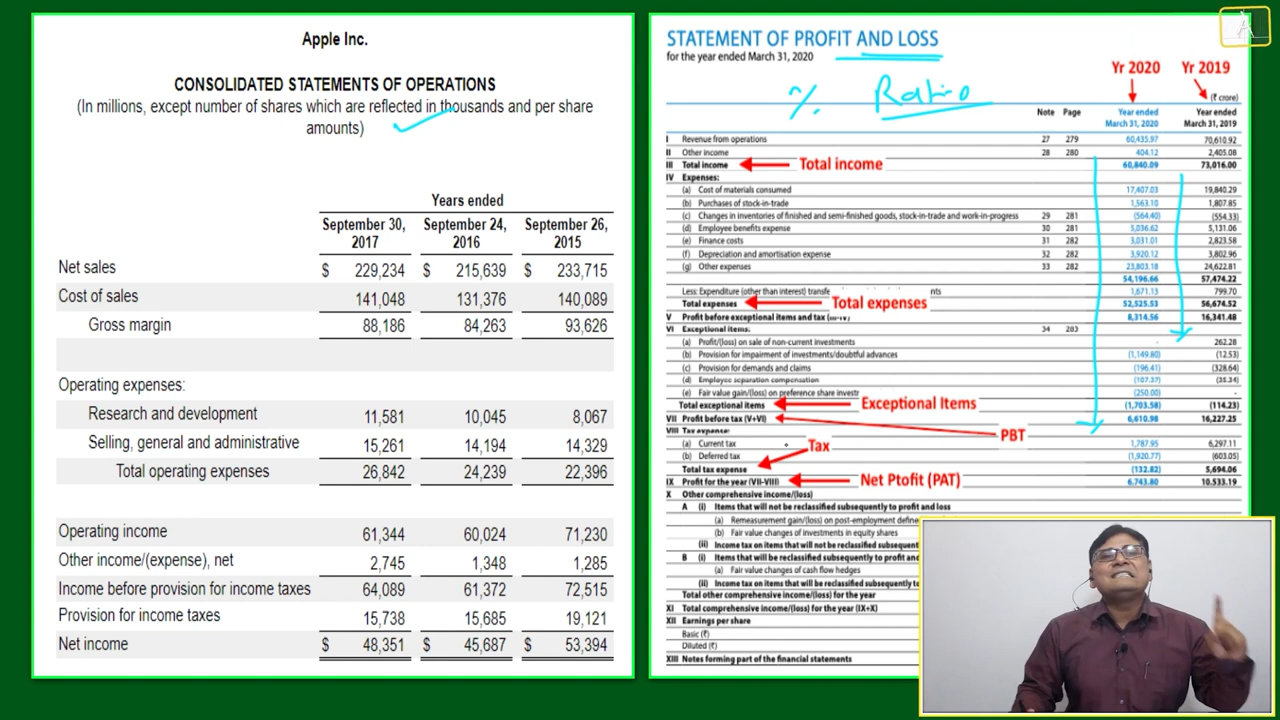 Apple Inc.
CONSOLIDATED STATEMENTS OF OPERATIONS
(In millions, except number of shares which are reflected in thousands and per share
amounts)
Years ended
September 30, September 24, September 26,
2017 2016 2015
Net sales $ 229,234 $ 215,639 $ 233,715
Cost of sales 141,048 131,376 140,089
Gross margin 88,186 84,263 93,626
Operating expenses:
Research and development 11,581 10,045 8,067
Selling, general and administrative 15,261 14,194 14,329
Total operating expenses 26,842 24,239 22,396
Operating income 61,344 60,024 71,230
Other income/(expense), net 2,745 1,348 1,285
Income before provision for income taxes 64,089 61,372 72,515
Provision for income taxes 15,738 15,685 19,121
Net income $ 48,351 $ 45,687 $ 53,394
A
STATEMENT OF PROFIT AND LOSS
for the year ended March 31, 2020
Yr 2020 Yr 2019
% Ratio
(₹ crore)
Note Page Year ended Year ended
March 31, 2020 March 31, 2019
I Revenue from operations 27 279 60,435.97 70,610.92
II Other income 28 280 404.12 2,405.08
III Total income Total income 60,840.09 73,016.00
IV Expenses:
(a) Cost of materials consumed 17,407.03 19,840.29
(b) Purchases of stock-in-trade 1,563.10 1,807.85
(c) Changes in inventories of finished and semi-finished goods, stock-in-trade and work-in-progress 29 281 (564.40) (554.33)
(d) Employee benefits expense 30 281 5,036.62 5,131.06
(e) Finance costs 31 282 3,031.01 2,823.58
(f) Depreciation and amortisation expense 32 282 3,920.12 3,802.96
(g) Other expenses 33 282 23,803.18 24,622.81
54,196.66 57,474.22
Less: Expenditure (other than interest) transfe nts 1,671.13 799.70
Total expenses Total expenses 52,525.53 56,674.52
V Profit before exceptional items and tax (III-IV) 8,314.56 16,341.48
VI Exceptional items: 34 283
(a) Profit/(loss) on sale of non-current investments - 262.28
(b) Provision for impairment of investments/doubtful advances (1,149.80) (12.53)
(c) Provision for demands and claims (196.41) (328.64)
(d) Employee separation compensation (107.37) (35.34)
(e) Fair value gain/(loss) on preference share investr (250.00) -
Total exceptional items Exceptional Items (1,703.58) (114.23)
VII Profit before tax (V+VI) 6,610.98 16,227.25
VIII Tax expense: PBT
(a) Current tax Tax 1,787.95 6,297.11
(b) Deferred tax (1,920.77) (603.05)
Total tax expense (132.82) 5,694.06
IX Profit for the year (VII-VIII) Net Ptofit (PAT) 6,743.80 10,533.19
X Other comprehensive income/(loss)
A (i) Items that will not be reclassified subsequently to profit and loss
(a) Remeasurement gain/(loss) on post-employment define
(b) Fair value changes of investments in equity shares
(ii) Income tax on items that will not be reclassified subsequent
B (i) Items that will be reclassified subsequently to profit and l
(a) Fair value changes of cash flow hedges
(ii) Income tax on items that will be reclassified subsequently to
Total other comprehensive income/(loss) for the year
XI Total comprehensive income/(loss) for the year (IX+X)
XII Earnings per share
Basic (₹)
Diluted (₹)
XIII Notes forming part of the financial statements